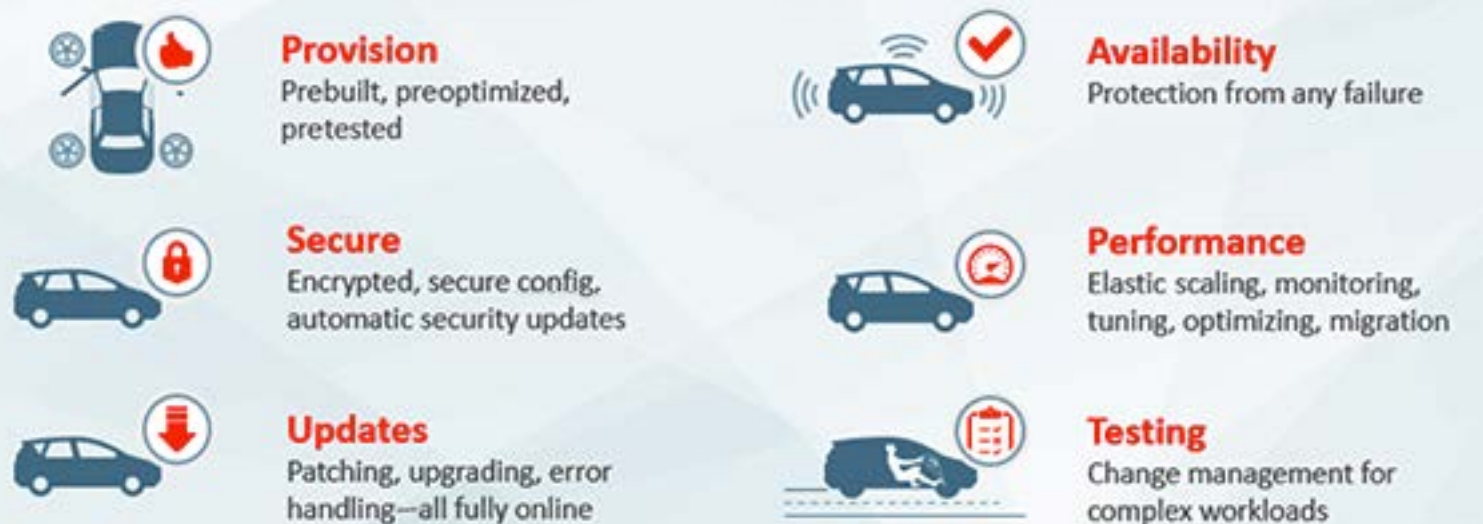 Provision
Prebuilt, preoptimized,
pretested
Secure
Encrypted, secure config,
automatic security updates
Updates
Patching, upgrading, error
handling—all fully online
Availability
Protection from any failure
Performance
Elastic scaling, monitoring,
tuning, optimizing, migration
Testing
Change management for
complex workloads